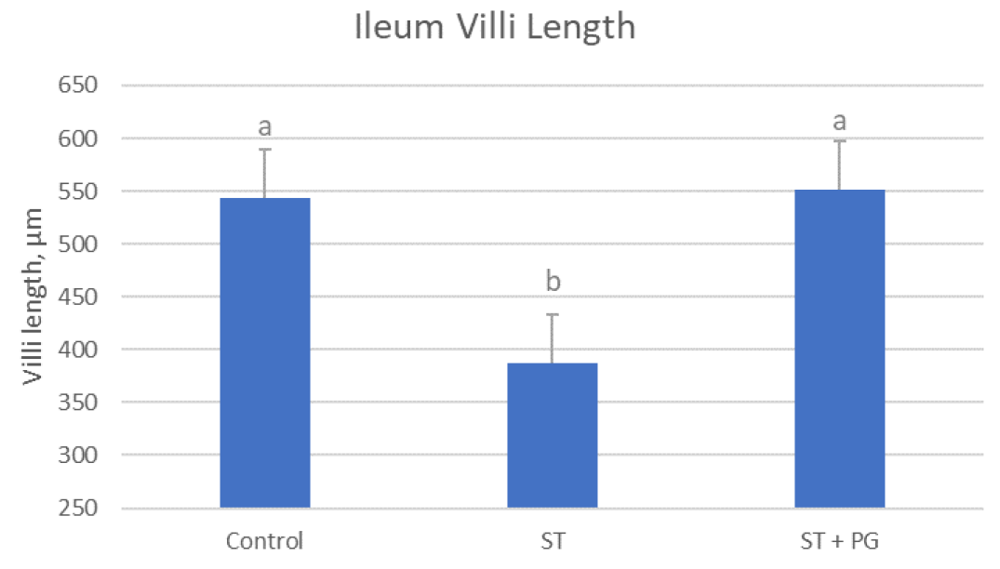 Ileum Villi Length
Villi length, µm
650
600
550
500
450
400
350
300
250
a
b
a
Control
ST
ST + PG